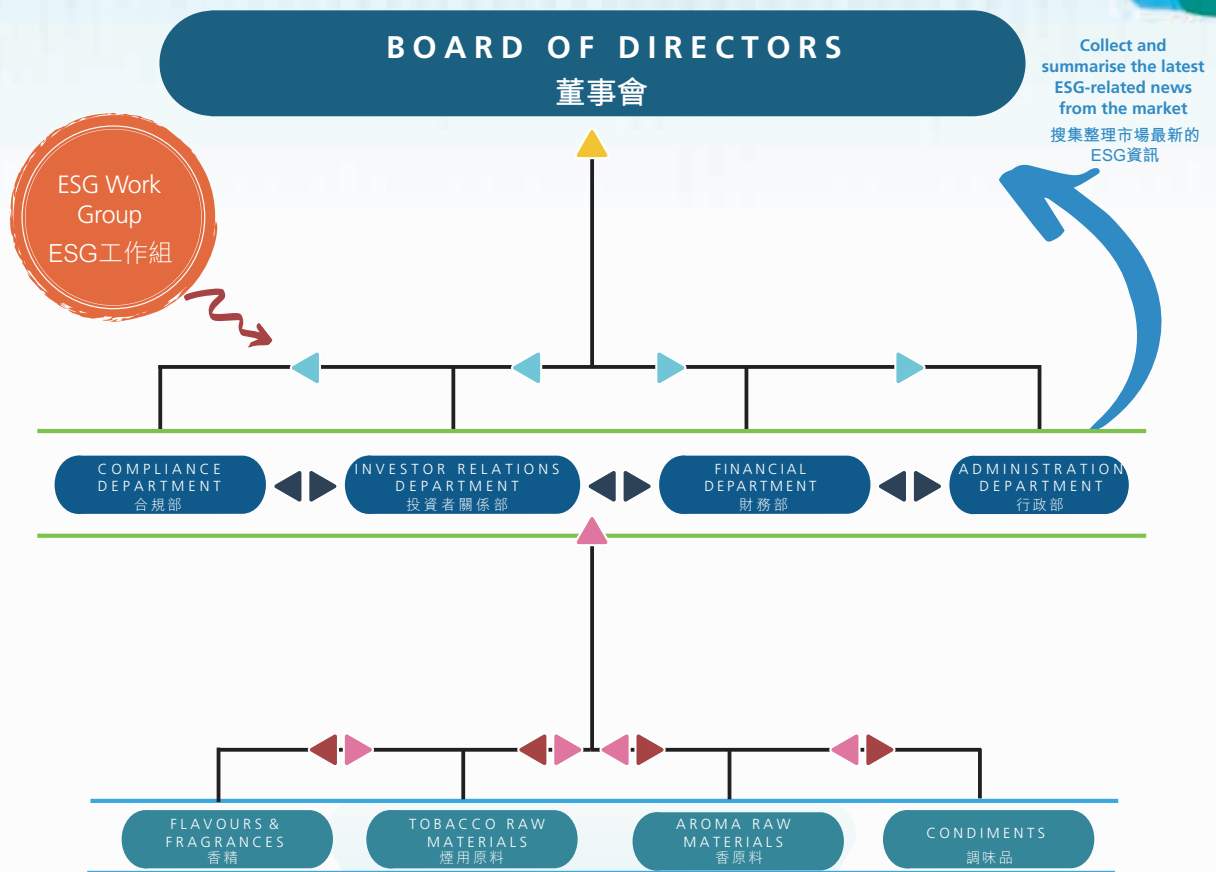 BOARD OF DIRECTORS
董事會
Collect and
summarise the latest
ESG-related news
from the market
搜集整理市場最新的
ESG資訊
ESG Work
Group
ESG工作組
COMPLIANCE
DEPARTMENT
合規部
INVESTOR RELATIONS
DEPARTMENT
投資者關係部
FINANCIAL
DEPARTMENT
財務部
ADMINISTRATION
DEPARTMENT
行政部
FLAVOURS &
FRAGRANCES
香精
TOBACCO RAW
MATERIALS
煙用原料
AROMA RAW
MATERIALS
香原料
CONDIMENTS
調味品